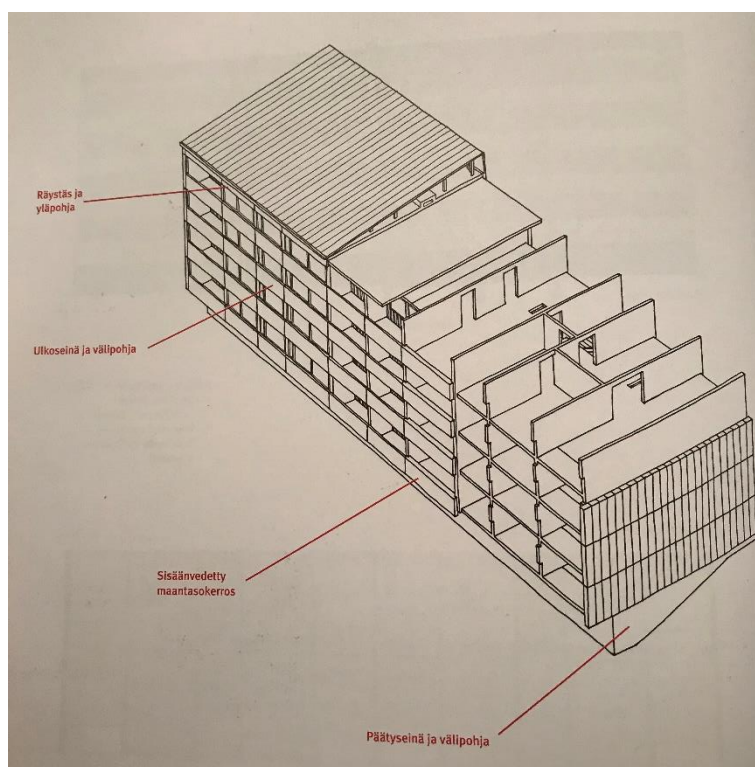 Räystäs ja
yläpohja
Ulkoseinä ja välipohja
Sisäänvedetty
maantasokerros
Päätyseinä ja välipohja